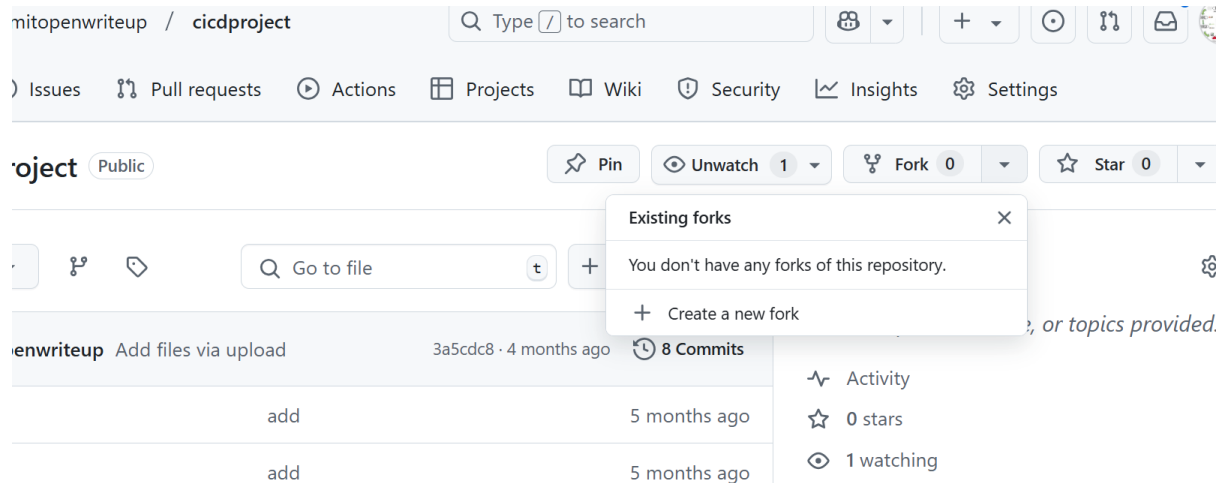 mitopenwriteup / cicdproject
Type / to search
Issues Pull requests Actions Projects Wiki Security Insights Settings
roject Public
Pin Unwatch 1 Fork 0 Star 0
Existing forks
You don't have any forks of this repository.
Create a new fork
Go to file t
, or topics provided.
enwriteup Add files via upload 3a5cdc8 · 4 months ago 8 Commits
Activity
add 5 months ago
0 stars
1 watching
add 5 months ago